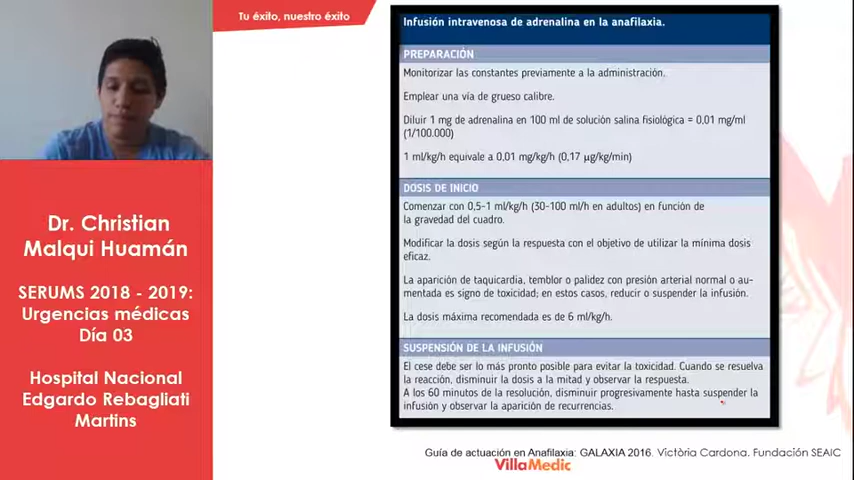 Tu éxito, nuestro éxito
Dr. Christian
Malqui Huamán
SERUMS 2018 - 2019:
Urgencias médicas
Día 03
Hospital Nacional
Edgardo Rebagliati
Martins
Infusión intravenosa de adrenalina en la anafilaxia.
PREPARACIÓN
Monitorizar las constantes previamente a la administración.
Emplear una vía de grueso calibre.
Diluir 1 mg de adrenalina en 100 ml de solución salina fisiológica = 0,01 mg/ml
(1/100.000)
1 ml/kg/h equivale a 0,01 mg/kg/h (0,17 µg/kg/min)
DOSIS DE INICIO
Comenzar con 0,5-1 ml/kg/h (30-100 ml/h en adultos) en función de
la gravedad del cuadro.
Modificar la dosis según la respuesta con el objetivo de utilizar la mínima dosis
eficaz.
La aparición de taquicardia, temblor o palidez con presión arterial normal o au-
mentada es signo de toxicidad; en estos casos, reducir o suspender la infusión.
La dosis máxima recomendada es de 6 ml/kg/h.
SUSPENSIÓN DE LA INFUSIÓN
El cese debe ser lo más pronto posible para evitar la toxicidad. Cuando se resuelva
la reacción, disminuir la dosis a la mitad y observar la respuesta.
A los 60 minutos de la resolución, disminuir progresivamente hasta suspender la
infusión y observar la aparición de recurrencias.
Guía de actuación en Anafilaxia: GALAXIA 2016. Victòria Cardona. Fundación SEAIC
VillaMedic